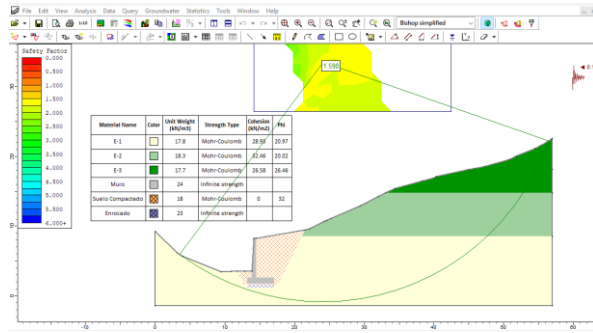 File Edit View Analysis Data Query Groundwater Statistics Tools Window Help
Bishop simplified
Safety Factor
0.000
0.500
1.000
1.500
2.000
2.500
3.000
3.500
4.000
4.500
5.000
5.500
6.000+
1.590
Material Name Color Unit Weight (kN/m3) Strength Type Cohesion (kN/m2) Phi
E-1 17.8 Mohr-Coulomb 28.93 20.97
E-2 18.3 Mohr-Coulomb 32.46 20.02
E-3 17.7 Mohr-Coulomb 26.58 26.46
Muro 24 Infinite strength
Suelo Compactado 18 Mohr-Coulomb 0 32
Enrocado 23 Infinite strength
30
20
10
0
-10 0 10 20 30 40 50 60